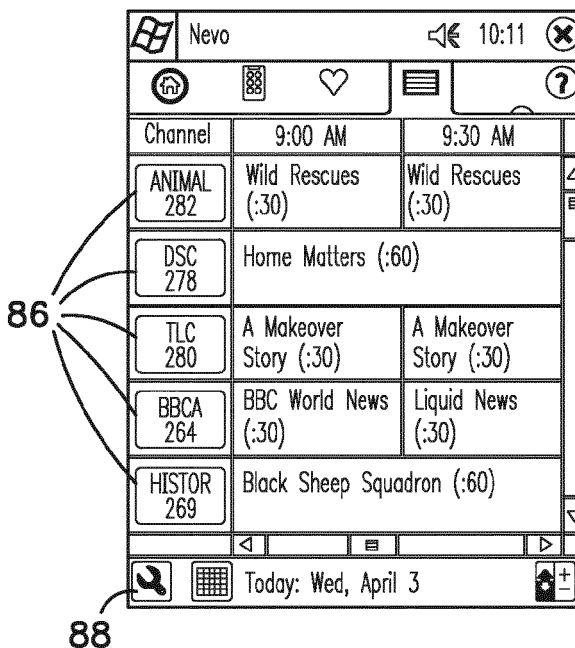 Nevo 10:11
?
Channel 9:00 AM 9:30 AM
ANIMAL
282
Wild Rescues
(:30)
Wild Rescues
(:30)
DSC
278
Home Matters (:60)
TLC
280
A Makeover
Story (:30)
A Makeover
Story (:30)
BBCA
264
BBC World News
(:30)
Liquid News
(:30)
HISTOR
269
Black Sheep Squadron (:60)
Today: Wed, April 3
86
88